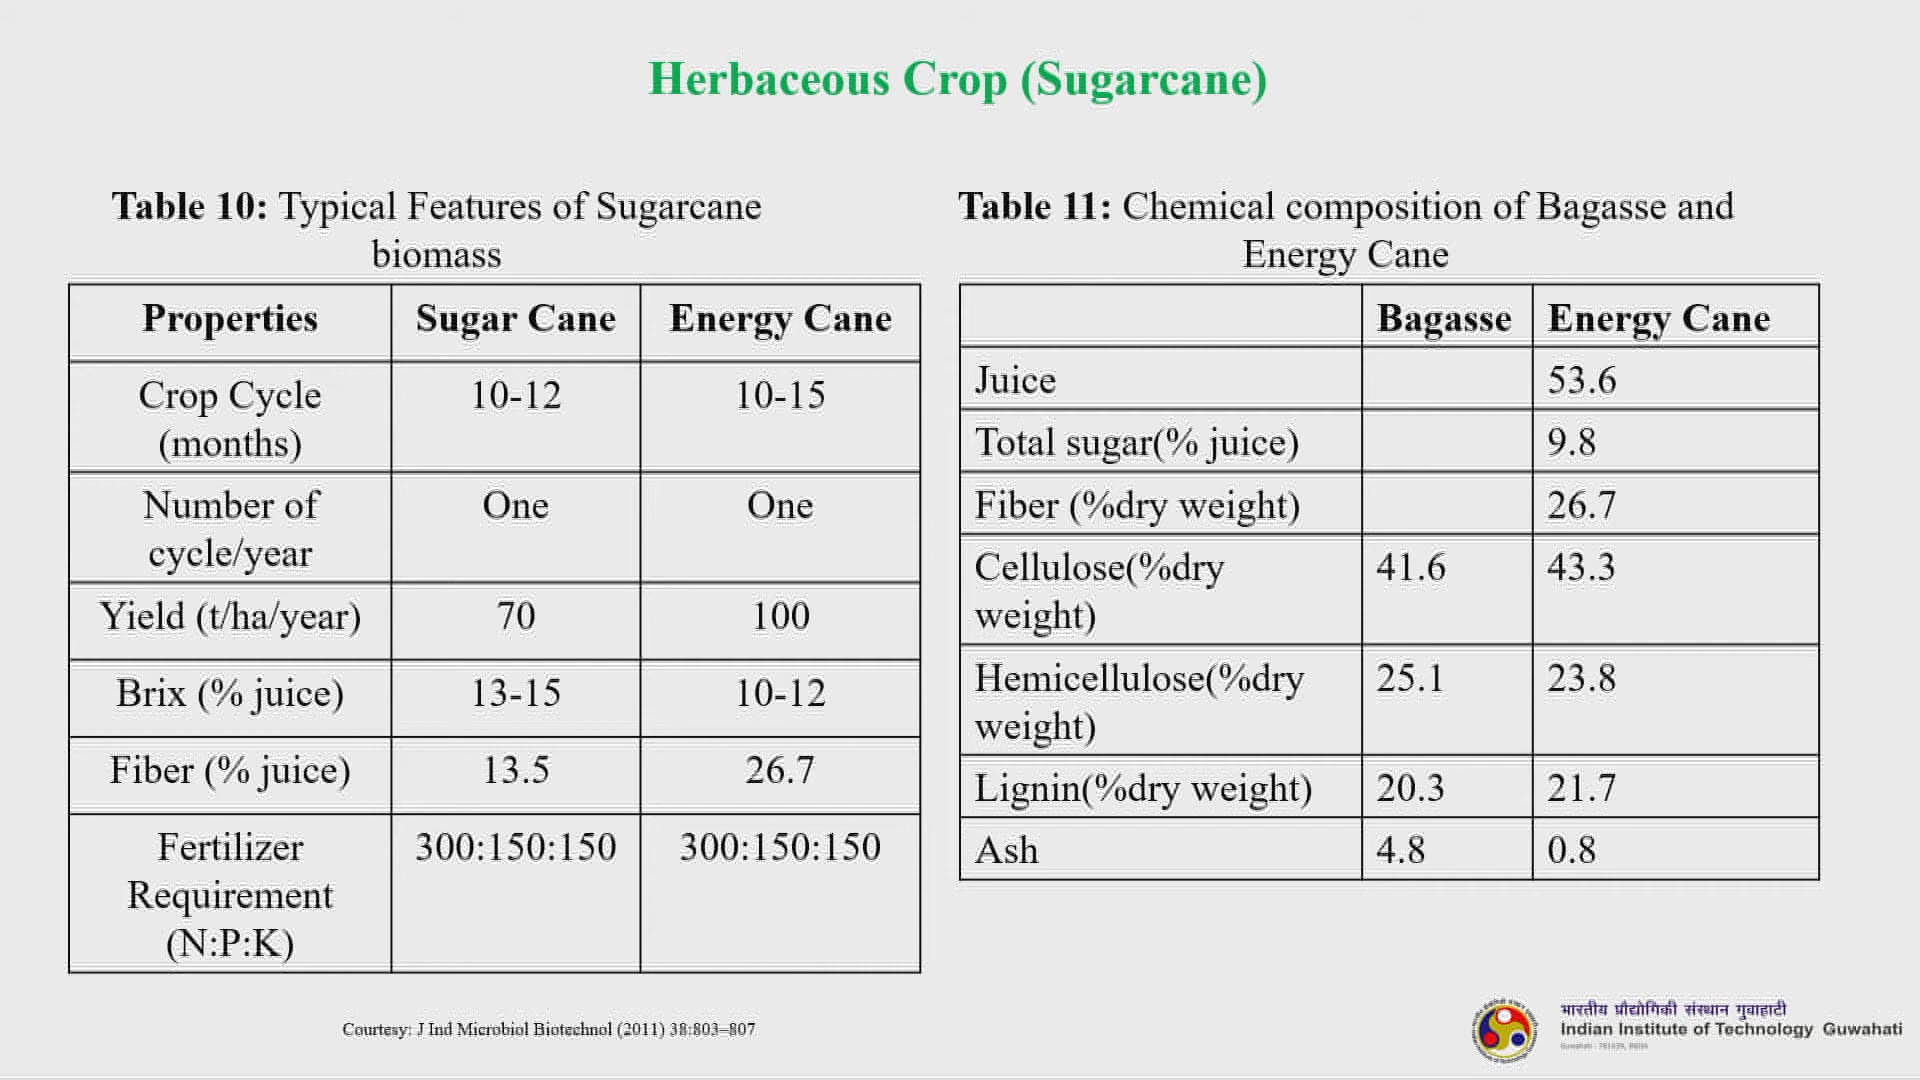 Herbaceous Crop (Sugarcane)
Table 10: Typical Features of Sugarcane
biomass
Properties Sugar Cane Energy Cane
Crop Cycle 10-12 10-15
(months)
Number of One One
cycle/year
Yield (t/ha/year) 70 100
Brix (% juice) 13-15 10-12
Fiber (% juice) 13.5 26.7
Fertilizer 300:150:150 300:150:150
Requirement
(N:P:K)
Table 11: Chemical composition of Bagasse and
Energy Cane
Bagasse Energy Cane
Juice 53.6
Total sugar(% juice) 9.8
Fiber (%dry weight) 26.7
Cellulose(%dry 41.6 43.3
weight)
Hemicellulose(%dry 25.1 23.8
weight)
Lignin(%dry weight) 20.3 21.7
Ash 4.8 0.8
Courtesy: J Ind Microbiol Biotechnol (2011) 38:803–807
भारतीय प्रौद्योगिकी संस्थान गुवाहाटी
Indian Institute of Technology Guwahati
Guwahati - 781039, INDIA